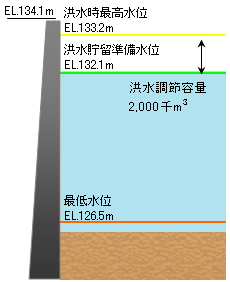 EL.134.1m
洪水時最高水位
EL.133.2m
洪水貯留準備水位
EL.132.1m
洪水調節容量
2,000千m³
最低水位
EL.126.5m